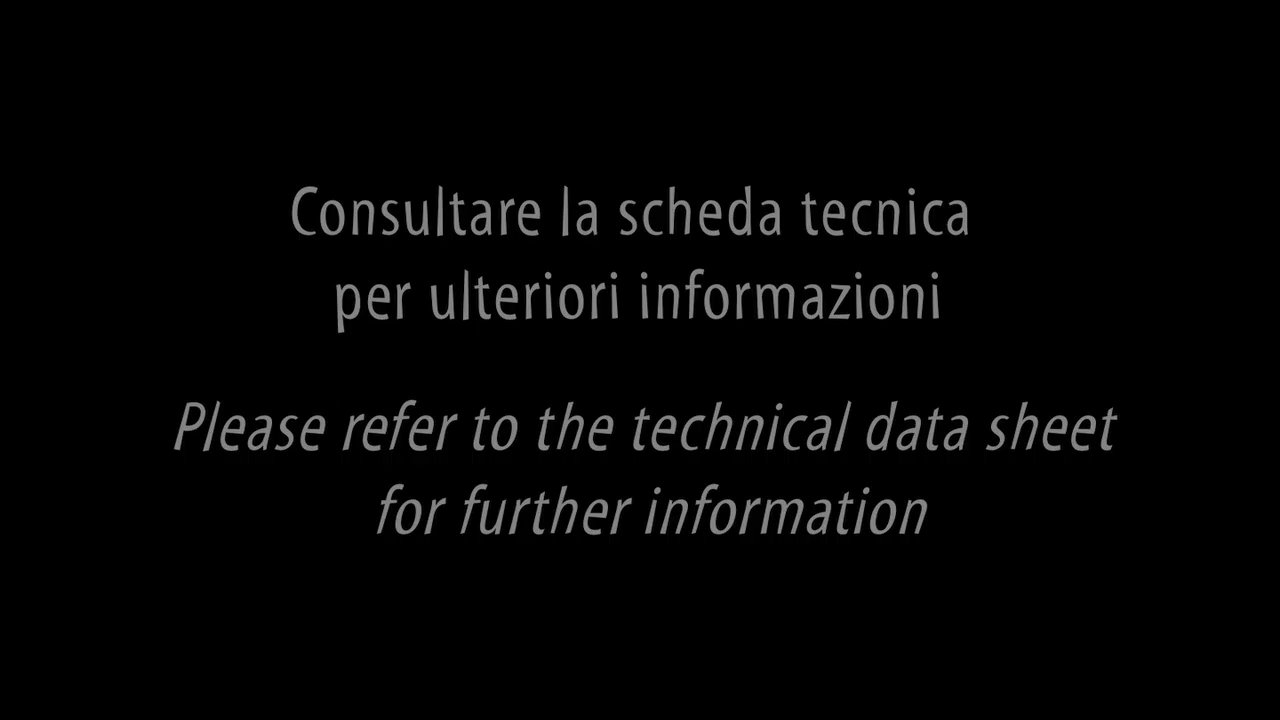 Consultare la scheda tecnica
per ulteriori informazioni
Please refer to the technical data sheet
for further information